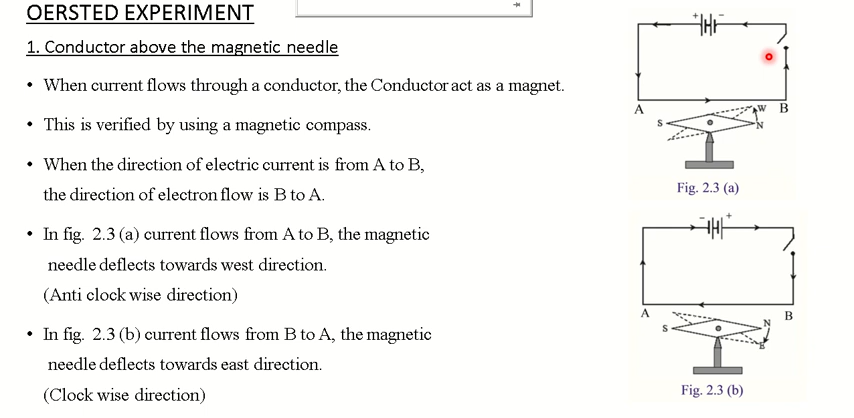 OERSTED EXPERIMENT
1. Conductor above the magnetic needle
• When current flows through a conductor, the Conductor act as a magnet.
• This is verified by using a magnetic compass.
• When the direction of electric current is from A to B,
the direction of electron flow is B to A.
• In fig. 2.3 (a) current flows from A to B, the magnetic
needle deflects towards west direction.
(Anti clock wise direction)
• In fig. 2.3 (b) current flows from B to A, the magnetic
needle deflects towards east direction.
(Clock wise direction)
+ −
A W B
S N
Fig. 2.3 (a)
− +
A B
S N
E
Fig. 2.3 (b)